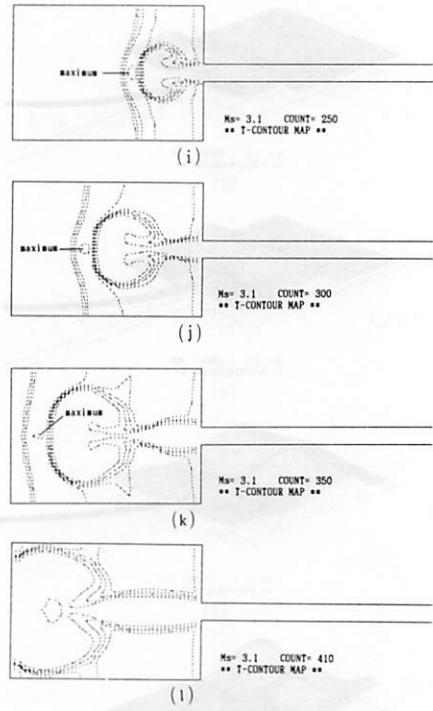 maximum
Ms= 3.1 COUNT= 250
** T-CONTOUR MAP **
(i)
maximum
Ms= 3.1 COUNT= 300
** T-CONTOUR MAP **
(j)
maximum
Ms= 3.1 COUNT= 350
** T-CONTOUR MAP **
(k)
Ms= 3.1 COUNT= 410
** T-CONTOUR MAP **
(l)